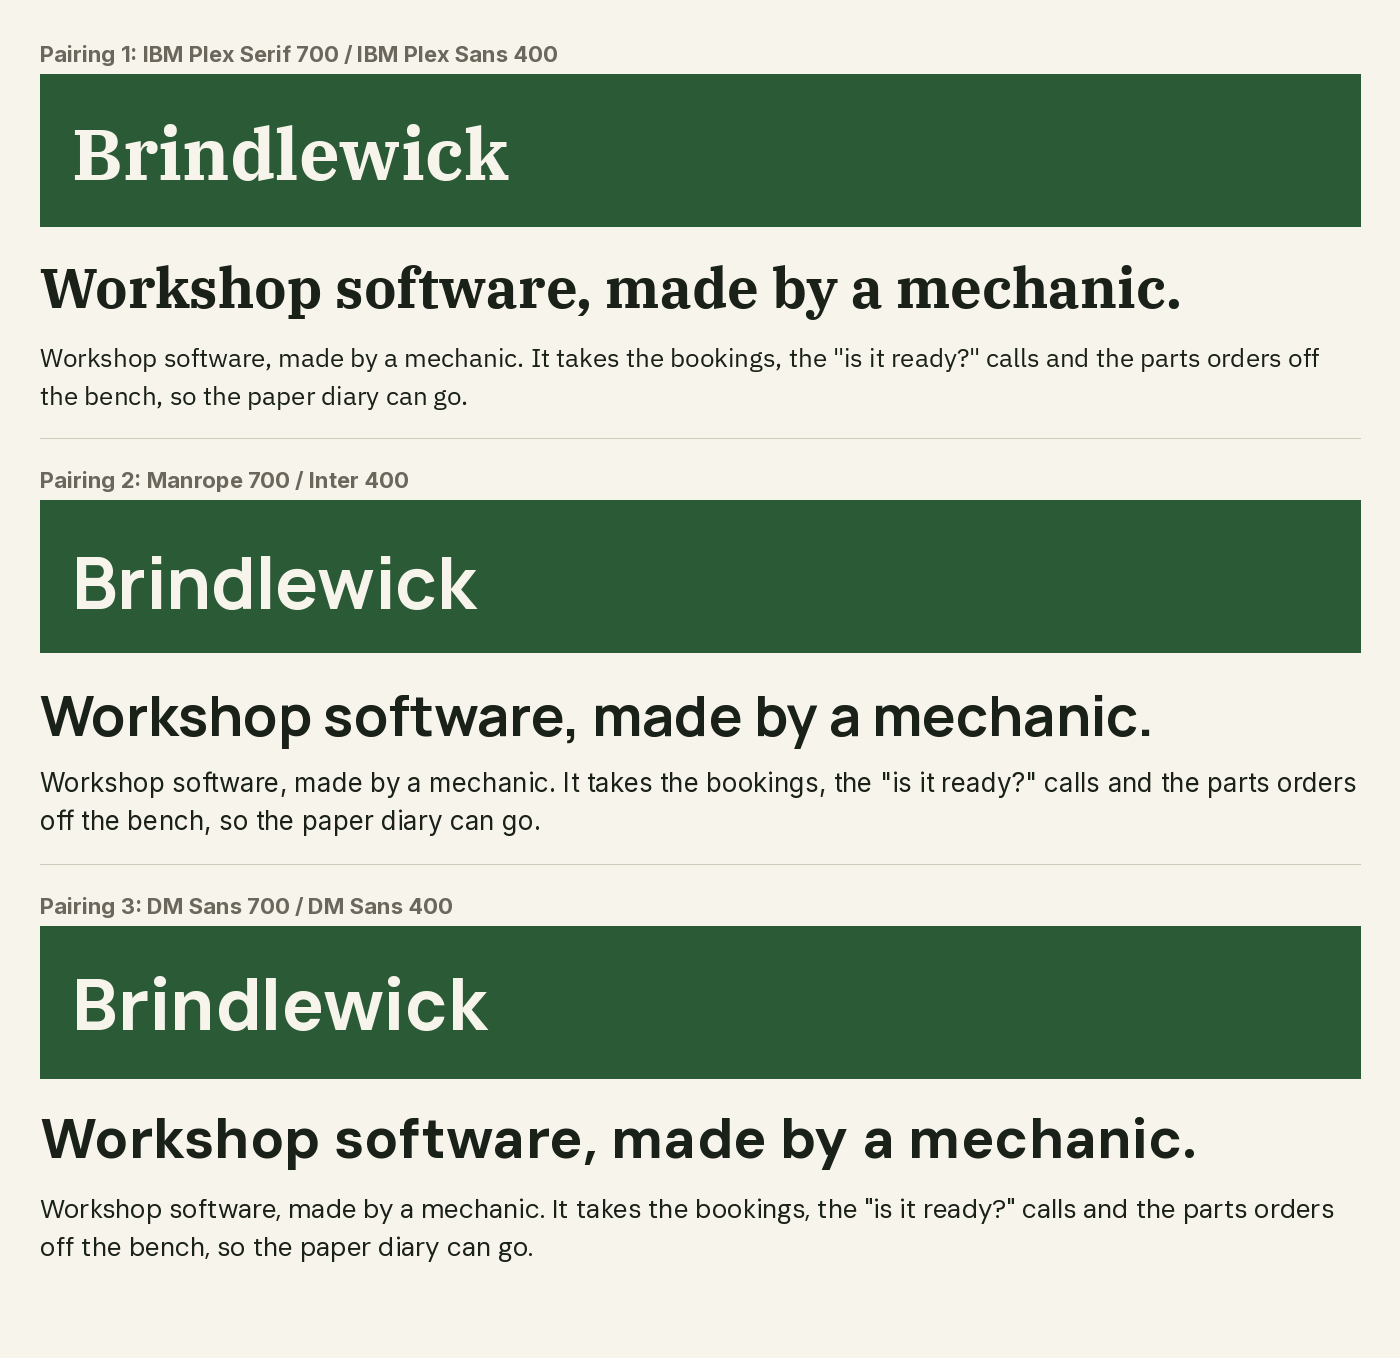 Pairing 1: IBM Plex Serif 700 / IBM Plex Sans 400
Brindlewick
Workshop software, made by a mechanic.
Workshop software, made by a mechanic. It takes the bookings, the "is it ready?" calls and the parts orders off
the bench, so the paper diary can go.
Pairing 2: Manrope 700 / Inter 400
Brindlewick
Workshop software, made by a mechanic.
Workshop software, made by a mechanic. It takes the bookings, the "is it ready?" calls and the parts orders
off the bench, so the paper diary can go.
Pairing 3: DM Sans 700 / DM Sans 400
Brindlewick
Workshop software, made by a mechanic.
Workshop software, made by a mechanic. It takes the bookings, the "is it ready?" calls and the parts orders
off the bench, so the paper diary can go.